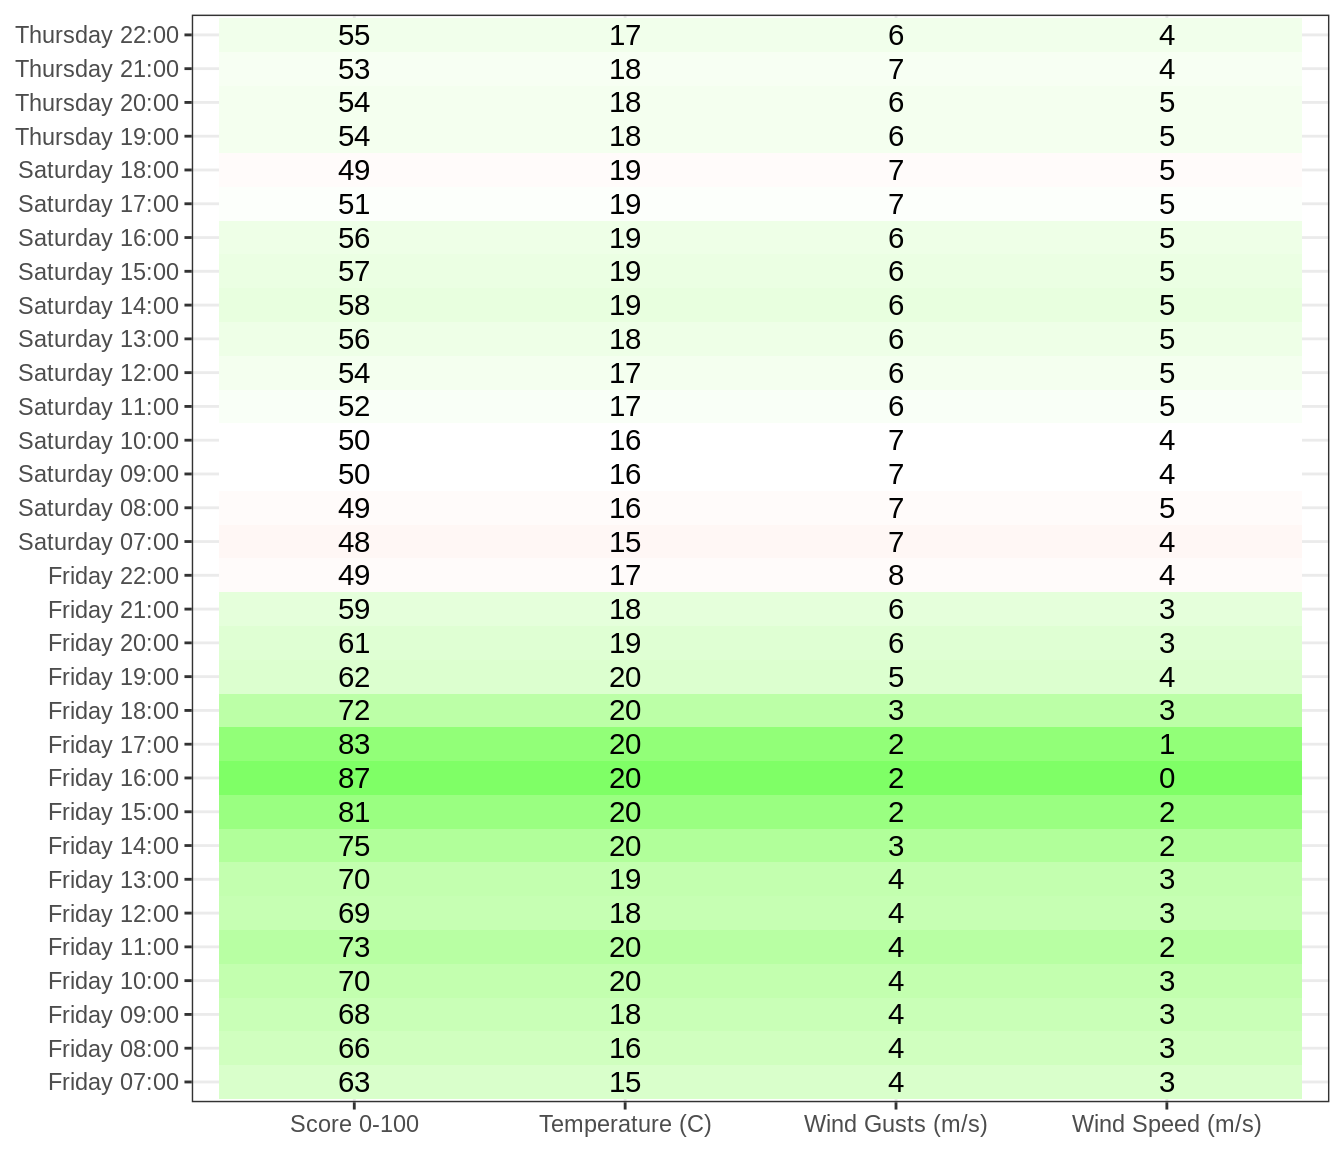 Thursday 22:00 55 17 6 4
Thursday 21:00 53 18 7 4
Thursday 20:00 54 18 6 5
Thursday 19:00 54 18 6 5
Saturday 18:00 49 19 7 5
Saturday 17:00 51 19 7 5
Saturday 16:00 56 19 6 5
Saturday 15:00 57 19 6 5
Saturday 14:00 58 19 6 5
Saturday 13:00 56 18 6 5
Saturday 12:00 54 17 6 5
Saturday 11:00 52 17 6 5
Saturday 10:00 50 16 7 4
Saturday 09:00 50 16 7 4
Saturday 08:00 49 16 7 5
Saturday 07:00 48 15 7 4
Friday 22:00 49 17 8 4
Friday 21:00 59 18 6 3
Friday 20:00 61 19 6 3
Friday 19:00 62 20 5 4
Friday 18:00 72 20 3 3
Friday 17:00 83 20 2 1
Friday 16:00 87 20 2 0
Friday 15:00 81 20 2 2
Friday 14:00 75 20 3 2
Friday 13:00 70 19 4 3
Friday 12:00 69 18 4 3
Friday 11:00 73 20 4 2
Friday 10:00 70 20 4 3
Friday 09:00 68 18 4 3
Friday 08:00 66 16 4 3
Friday 07:00 63 15 4 3
Score 0-100 Temperature (C) Wind Gusts (m/s) Wind Speed (m/s)